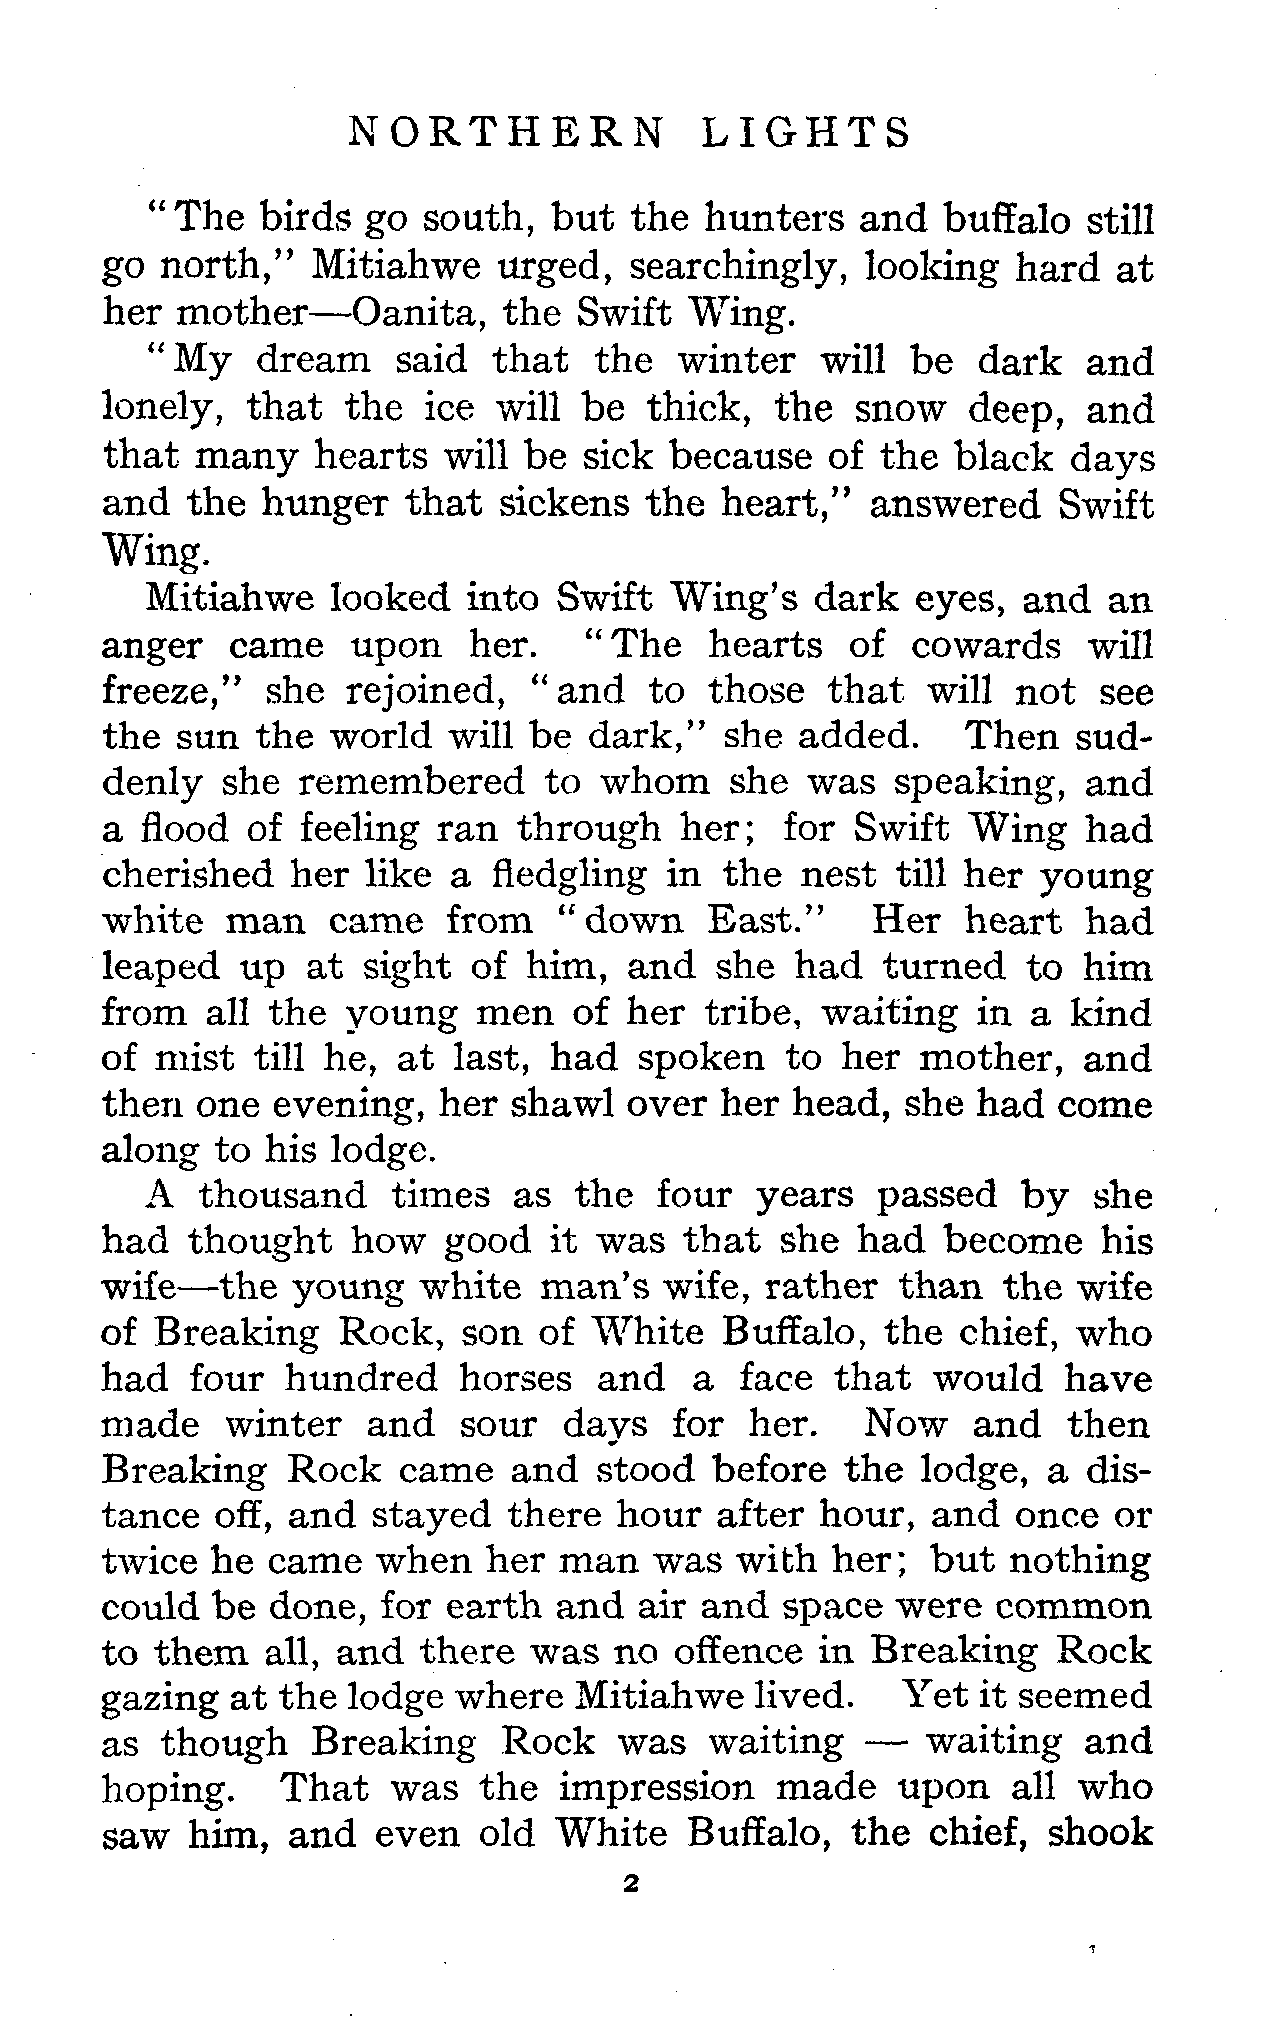 NORTHERN LIGHTS
"The birds go south, but the hunters and buffalo still
go north," Mitiahwe urged, searchingly, looking hard at
her mother—Oanita, the Swift Wing.
"My dream said that the winter will be dark and
lonely, that the ice will be thick, the snow deep, and
that many hearts will be sick because of the black days
and the hunger that sickens the heart," answered Swift
Wing.
Mitiahwe looked into Swift Wing's dark eyes, and an
anger came upon her. "The hearts of cowards will
freeze," she rejoined, "and to those that will not see
the sun the world will be dark," she added. Then sud-
denly she remembered to whom she was speaking, and
a flood of feeling ran through her; for Swift Wing had
cherished her like a fledgling in the nest till her young
white man came from "down East." Her heart had
leaped up at sight of him, and she had turned to him
from all the young men of her tribe, waiting in a kind
of mist till he, at last, had spoken to her mother, and
then one evening, her shawl over her head, she had come
along to his lodge.
A thousand times as the four years passed by she
had thought how good it was that she had become his
wife—the young white man's wife, rather than the wife
of Breaking Rock, son of White Buffalo, the chief, who
had four hundred horses and a face that would have
made winter and sour days for her. Now and then
Breaking Rock came and stood before the lodge, a dis-
tance off, and stayed there hour after hour, and once or
twice he came when her man was with her; but nothing
could be done, for earth and air and space were common
to them all, and there was no offence in Breaking Rock
gazing at the lodge where Mitiahwe lived. Yet it seemed
as though Breaking Rock was waiting — waiting and
hoping. That was the impression made upon all who
saw him, and even old White Buffalo, the chief, shook
2